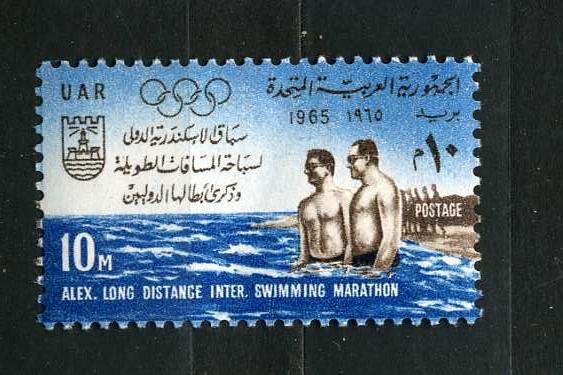 UAR
الجمهورية العربية المتحدة
1965 ١٩٦٥
بريد
سباق الاسكندرية الدولى
لسباحة المسافات الطويلة
وذكرى أبطالها الدوليين
١٠ م
POSTAGE
10M
ALEX. LONG DISTANCE INTER. SWIMMING MARATHON